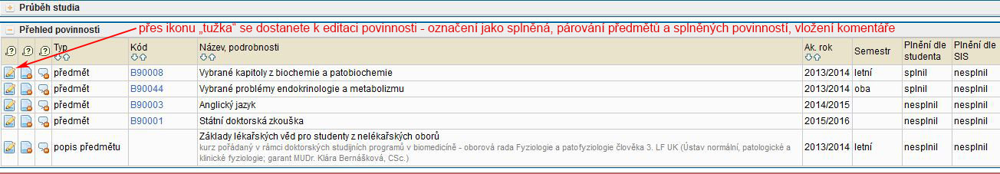 Průběh studia
Přehled povinností
přes ikonu „tužka“ se dostanete k editaci povinnosti - označení jako splněná, párování předmětů a splněných povinností, vložení komentáře
Typ Kód Název, podrobnosti Ak. rok Semestr Plnění dle studenta Plnění dle SIS
předmět B90008 Vybrané kapitoly z biochemie a patobiochemie 2013/2014 letní splnil nesplnil
předmět B90044 Vybrané problémy endokrinologie a metabolizmu 2013/2014 oba splnil nesplnil
předmět B90003 Anglický jazyk 2014/2015 nesplnil nesplnil
předmět B90001 Státní doktorská zkouška 2015/2016 nesplnil nesplnil
popis předmětu Základy lékařských věd pro studenty z nelékařských oborů 2013/2014 letní nesplnil nesplnil
kurz pořádaný v rámci doktorských studijních programů v biomedicíně - oborová rada Fyziologie a patofyziologie člověka 3. LF UK (Ústav normální, patologické a
klinické fyziologie; garant MUDr. Klára Bernášková, CSc.)